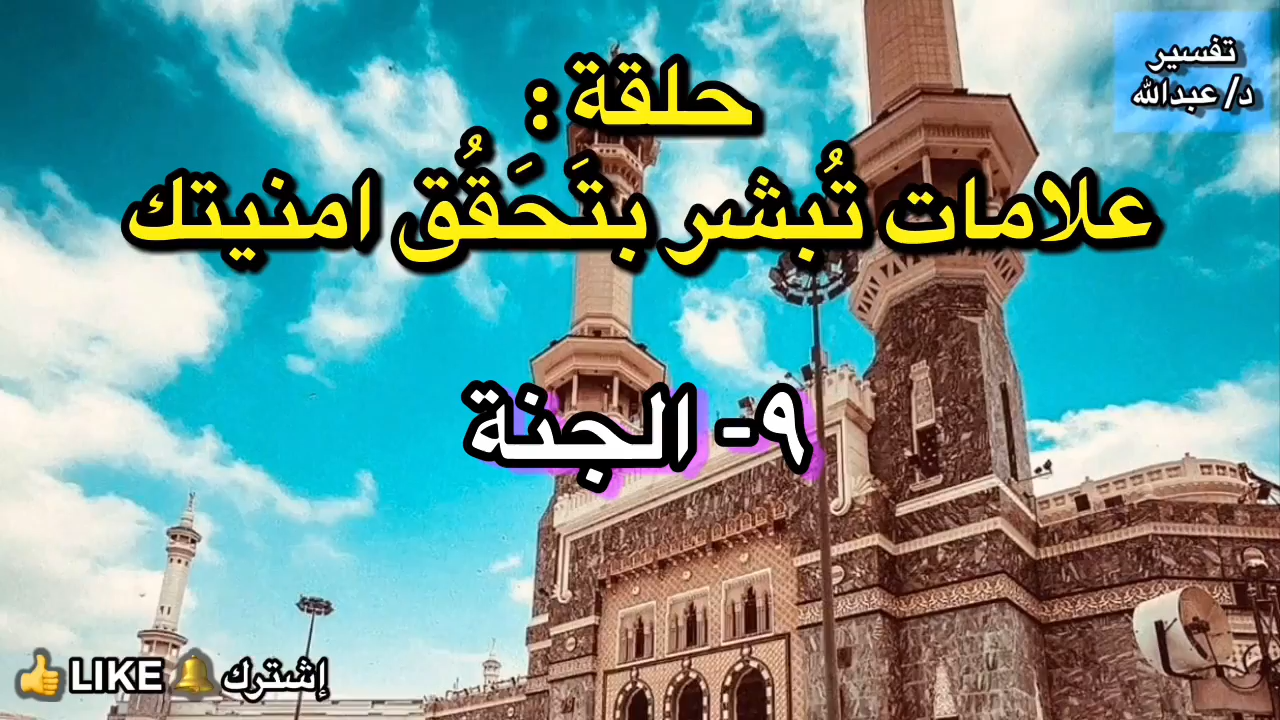 تفسير
د/ عبدالله
حلقة :
علامات تُبشر بتَحَقُق امنيتك
٩- الجنة
👍LIKE🔔إشترك